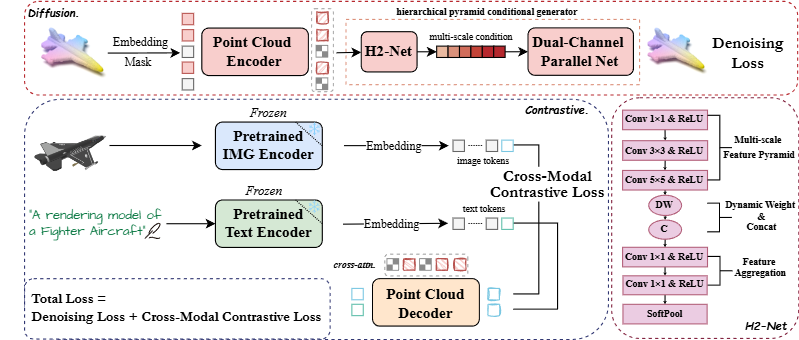 Diffusion.
hierarchical pyramid conditional generator
Embedding
Mask
Point Cloud
Encoder
H2-Net
multi-scale condition
Dual-Channel
Parallel Net
Denoising
Loss
Contrastive.
Frozen
Pretrained
IMG Encoder
Embedding
image tokens
Cross-Modal
Contrastive Loss
"A rendering model of
a Fighter Aircraft"
Frozen
Pretrained
Text Encoder
Embedding
text tokens
cross-attn.
Point Cloud
Decoder
Total Loss =
Denoising Loss + Cross-Modal Contrastive Loss
Conv 1×1 & ReLU
Conv 3×3 & ReLU
Conv 5×5 & ReLU
Multi-scale
Feature Pyramid
DW
C
Dynamic Weight
&
Concat
Conv 1×1 & ReLU
Conv 1×1 & ReLU
Feature
Aggregation
SoftPool
H2-Net